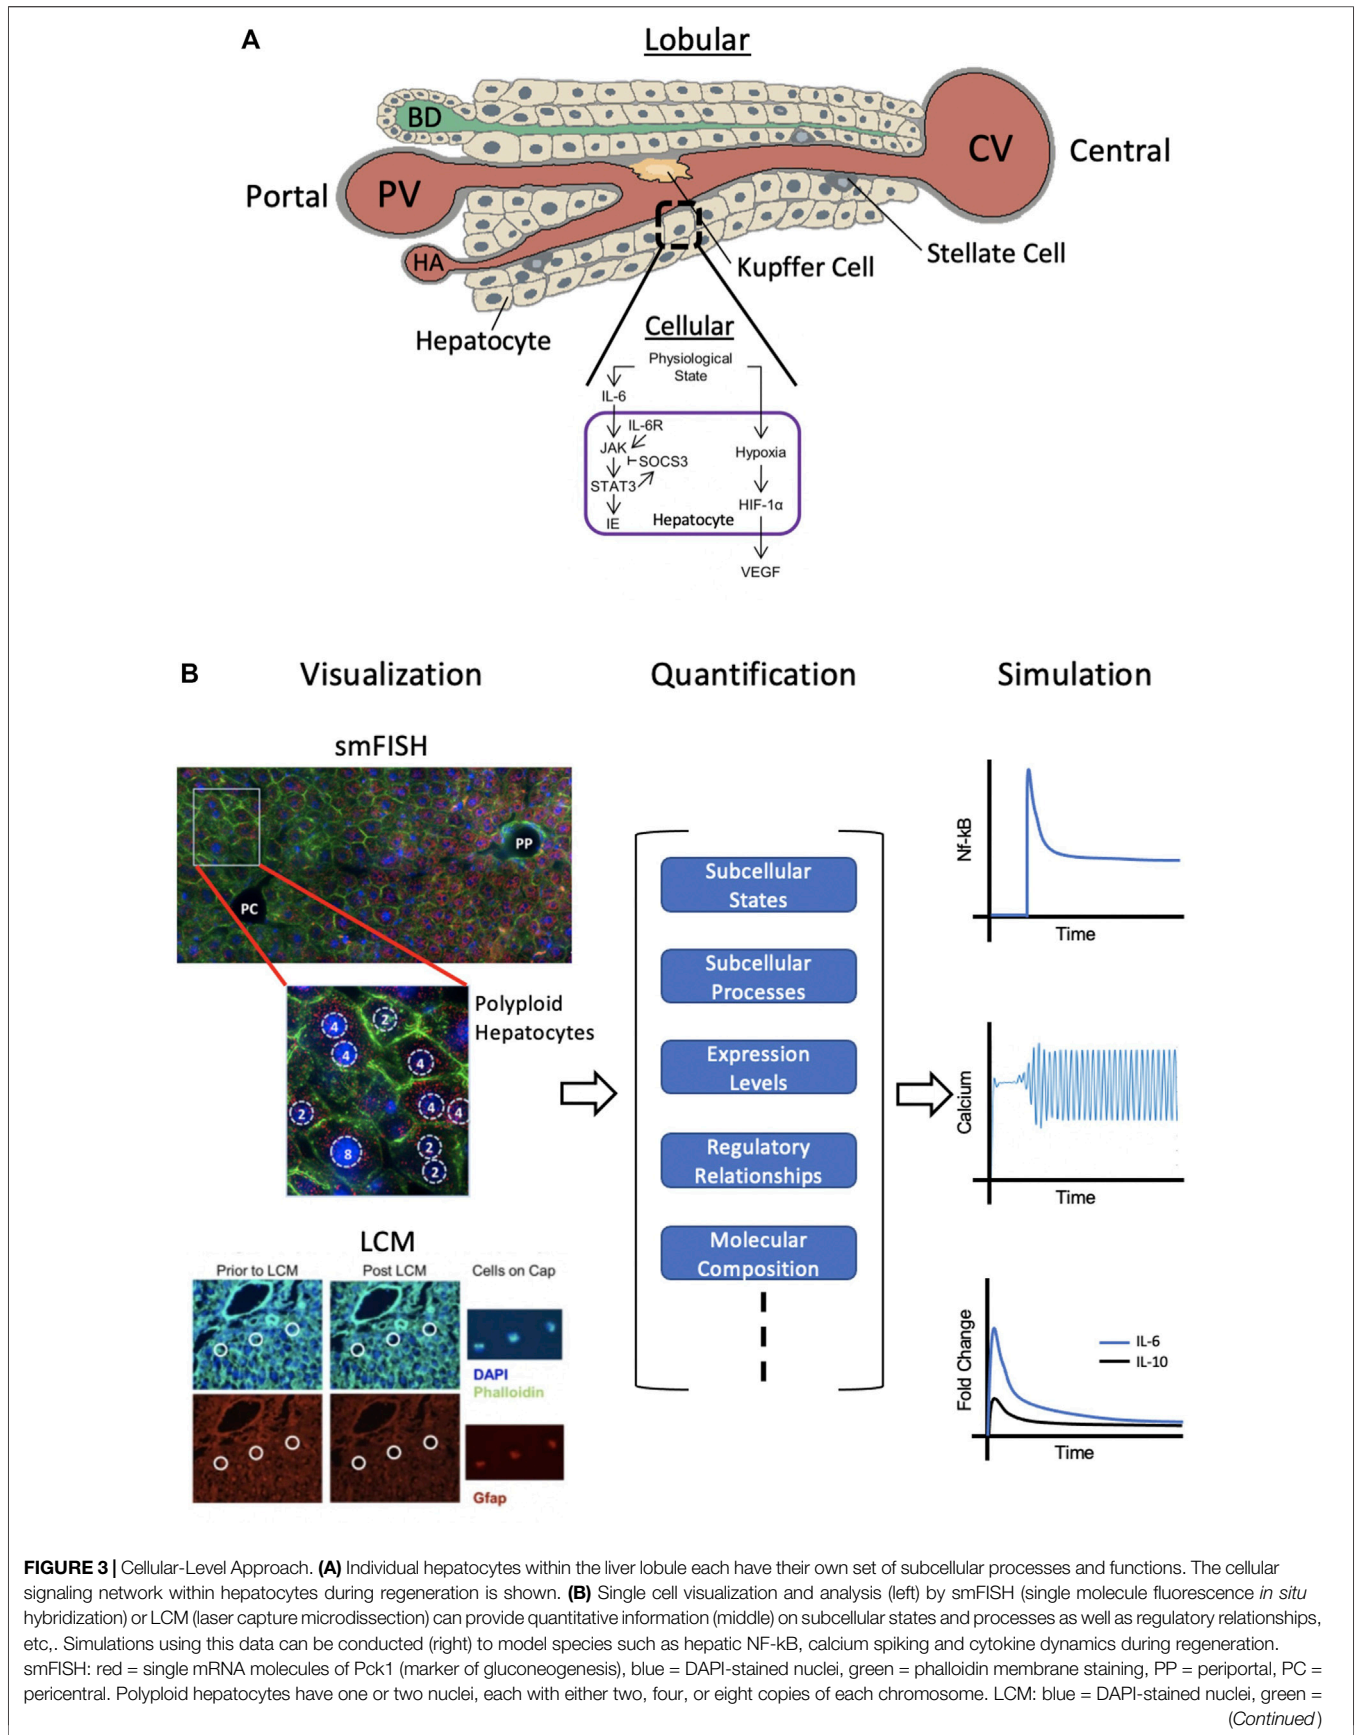 A
Lobular
BD
CV
Central
Portal
PV
HA
Stellate Cell
Kupffer Cell
Hepatocyte
Cellular
Physiological
State
IL-6
IL-6R
JAK
SOCS3
Hypoxia
STAT3
HIF-1α
IE
Hepatocyte
VEGF
B
Visualization
Quantification
Simulation
smFISH
PP
PC
Polyploid
Hepatocytes
4
2
4
4
2
4
4
8
2
2
LCM
Prior to LCM
Post LCM
Cells on Cap
DAPI
Phalloidin
Gfap
Subcellular
States
Subcellular
Processes
Expression
Levels
Regulatory
Relationships
Molecular
Composition
Nf-kB
Time
Calcium
Time
Fold Change
IL-6
IL-10
Time
FIGURE 3 | Cellular-Level Approach. (A) Individual hepatocytes within the liver lobule each have their own set of subcellular processes and functions. The cellular
signaling network within hepatocytes during regeneration is shown. (B) Single cell visualization and analysis (left) by smFISH (single molecule fluorescence in situ
hybridization) or LCM (laser capture microdissection) can provide quantitative information (middle) on subcellular states and processes as well as regulatory relationships,
etc,. Simulations using this data can be conducted (right) to model species such as hepatic NF-kB, calcium spiking and cytokine dynamics during regeneration.
smFISH: red = single mRNA molecules of Pck1 (marker of gluconeogenesis), blue = DAPI-stained nuclei, green = phalloidin membrane staining, PP = periportal, PC =
pericentral. Polyploid hepatocytes have one or two nuclei, each with either two, four, or eight copies of each chromosome. LCM: blue = DAPI-stained nuclei, green =
(Continued)